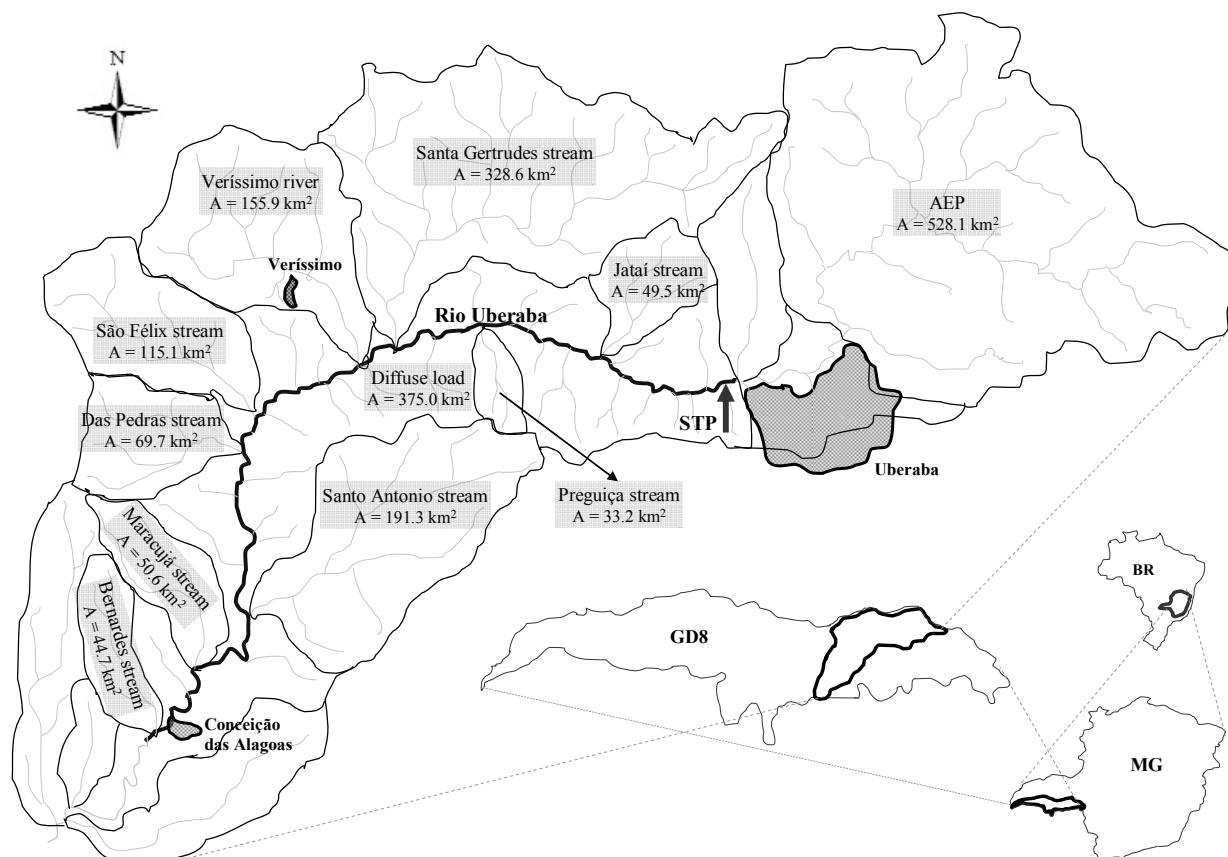 N
Santa Gertrudes stream
A = 328.6 km²
Veríssimo river
A = 155.9 km²
AEP
A = 528.1 km²
Veríssimo
Jataí stream
A = 49.5 km²
Rio Uberaba
São Félix stream
A = 115.1 km²
Diffuse load
A = 375.0 km²
Das Pedras stream
A = 69.7 km²
STP
Uberaba
Santo Antonio stream
A = 191.3 km²
Preguiça stream
A = 33.2 km²
Maracujá stream
A = 50.6 km²
Bernardes stream
A = 44.7 km²
BR
GD8
Conceição
das Alagoas
MG